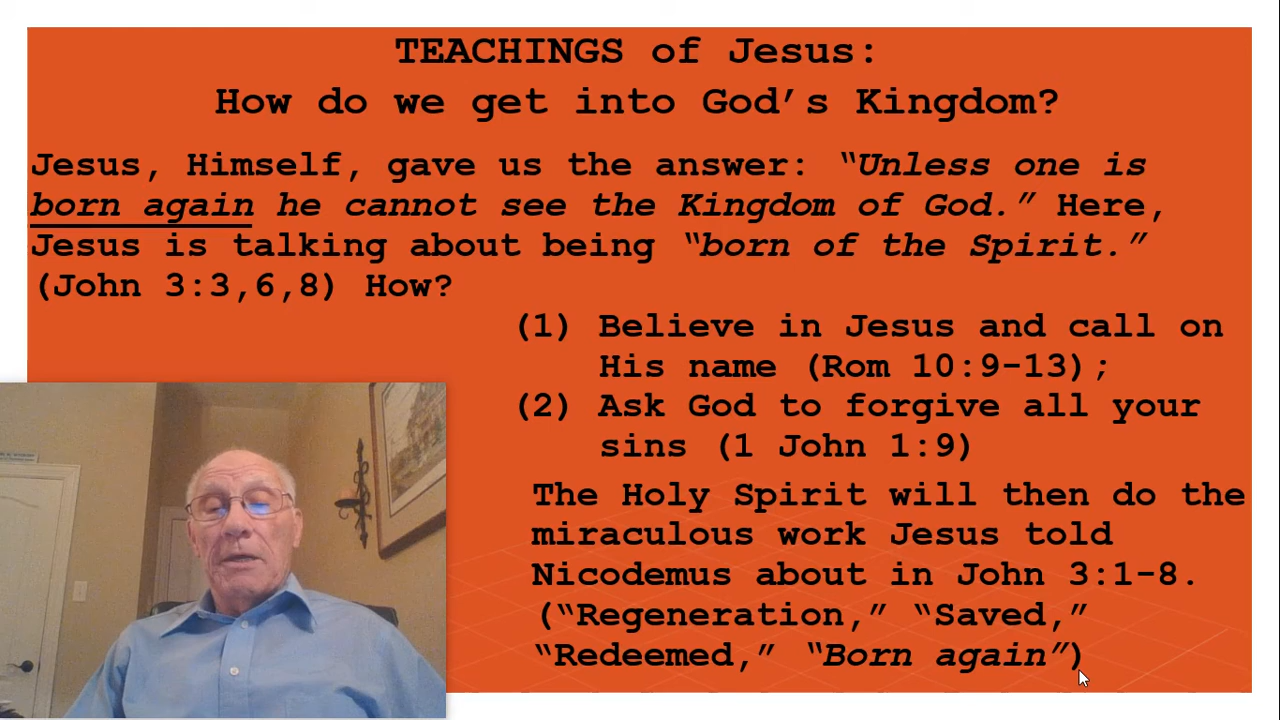 TEACHINGS of Jesus:
How do we get into God’s Kingdom?
Jesus, Himself, gave us the answer: “Unless one is
born again he cannot see the Kingdom of God.” Here,
Jesus is talking about being “born of the Spirit.”
(John 3:3,6,8) How?
(1) Believe in Jesus and call on
His name (Rom 10:9-13);
(2) Ask God to forgive all your
sins (1 John 1:9)
The Holy Spirit will then do the
miraculous work Jesus told
Nicodemus about in John 3:1-8.
(“Regeneration,” “Saved,”
“Redeemed,” “Born again”)